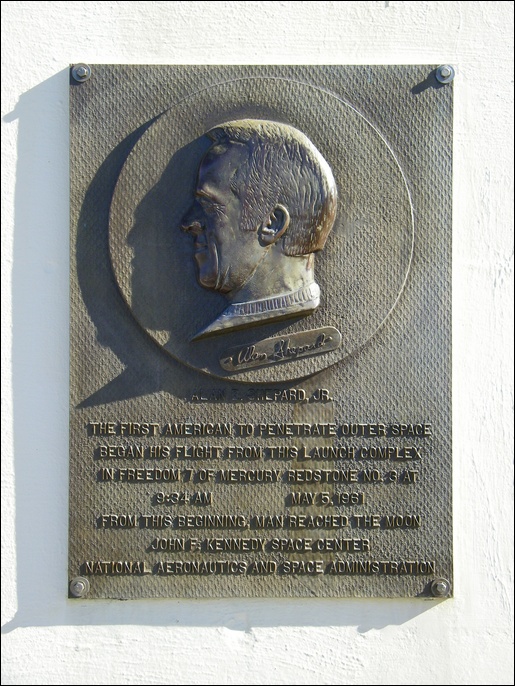 Alan Shepard
ALAN B. SHEPARD, JR.
THE FIRST AMERICAN TO PENETRATE OUTER SPACE
BEGAN HIS FLIGHT FROM THIS LAUNCH COMPLEX
IN FREEDOM 7 OF MERCURY REDSTONE NO. 3 AT
9:34 AM MAY 5, 1961
FROM THIS BEGINNING, MAN REACHED THE MOON
JOHN F. KENNEDY SPACE CENTER
NATIONAL AERONAUTICS AND SPACE ADMINISTRATION